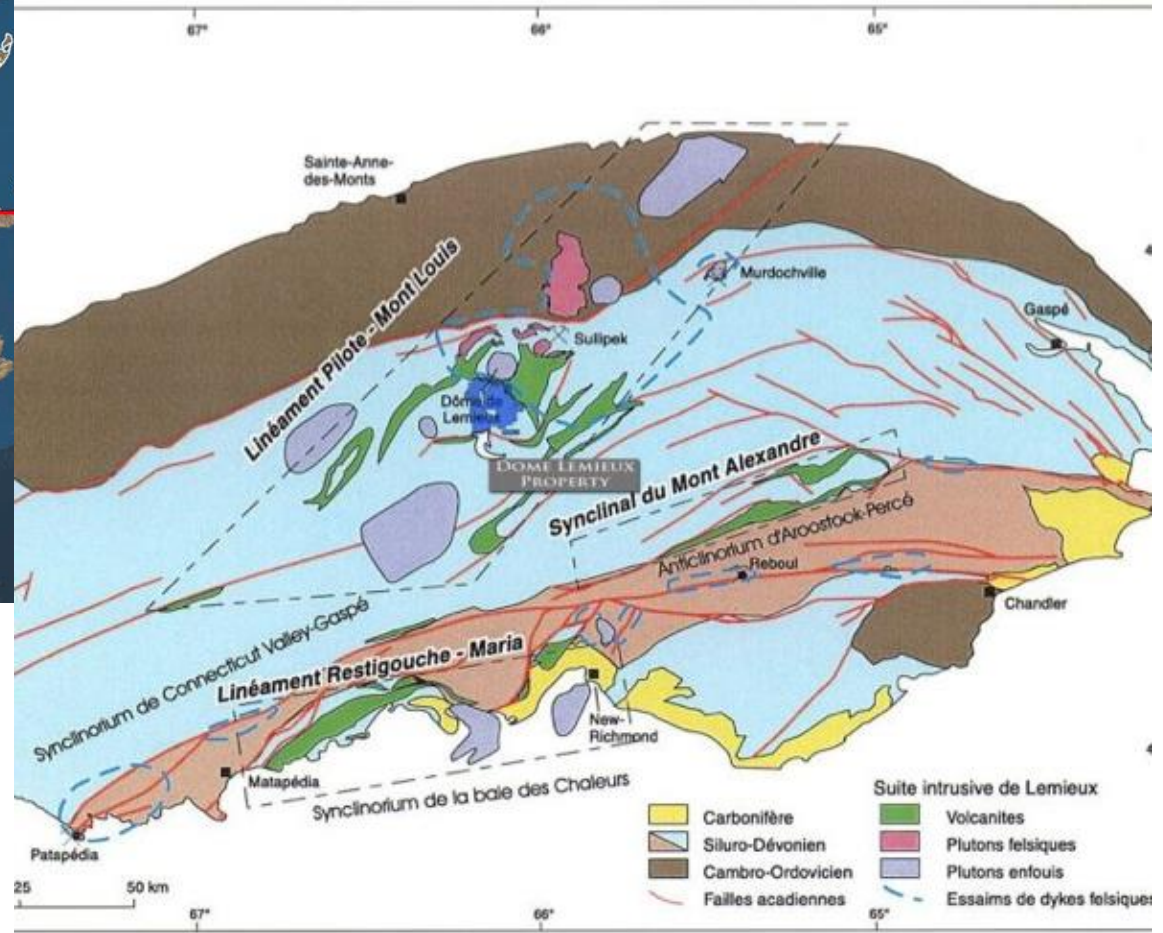 67°
66°
65°
Sainte-Anne-
des-Monts
Linéament Pilote - Mont Louis
Murdochville
Gaspé
Sullipek
Dôme de
Lemieux
DOME LEMIEUX
PROPERTY
Synclinal du Mont Alexandre
Anticlinorium d'Aroostook-Percé
Reboul
Chandler
Synclinorium de Connecticut Valley-Gaspé
Linéament Restigouche - Maria
New-
Richmond
Matapédia
Synclinorium de la baie des Chaleurs
Patapédia
Suite intrusive de Lemieux
Carbonifère
Volcanites
Siluro-Dévonien
Plutons felsiques
Cambro-Ordovicien
Plutons enfouis
Failles acadiennes
Essaims de dykes felsiques
25
50 km
67°
66°
65°